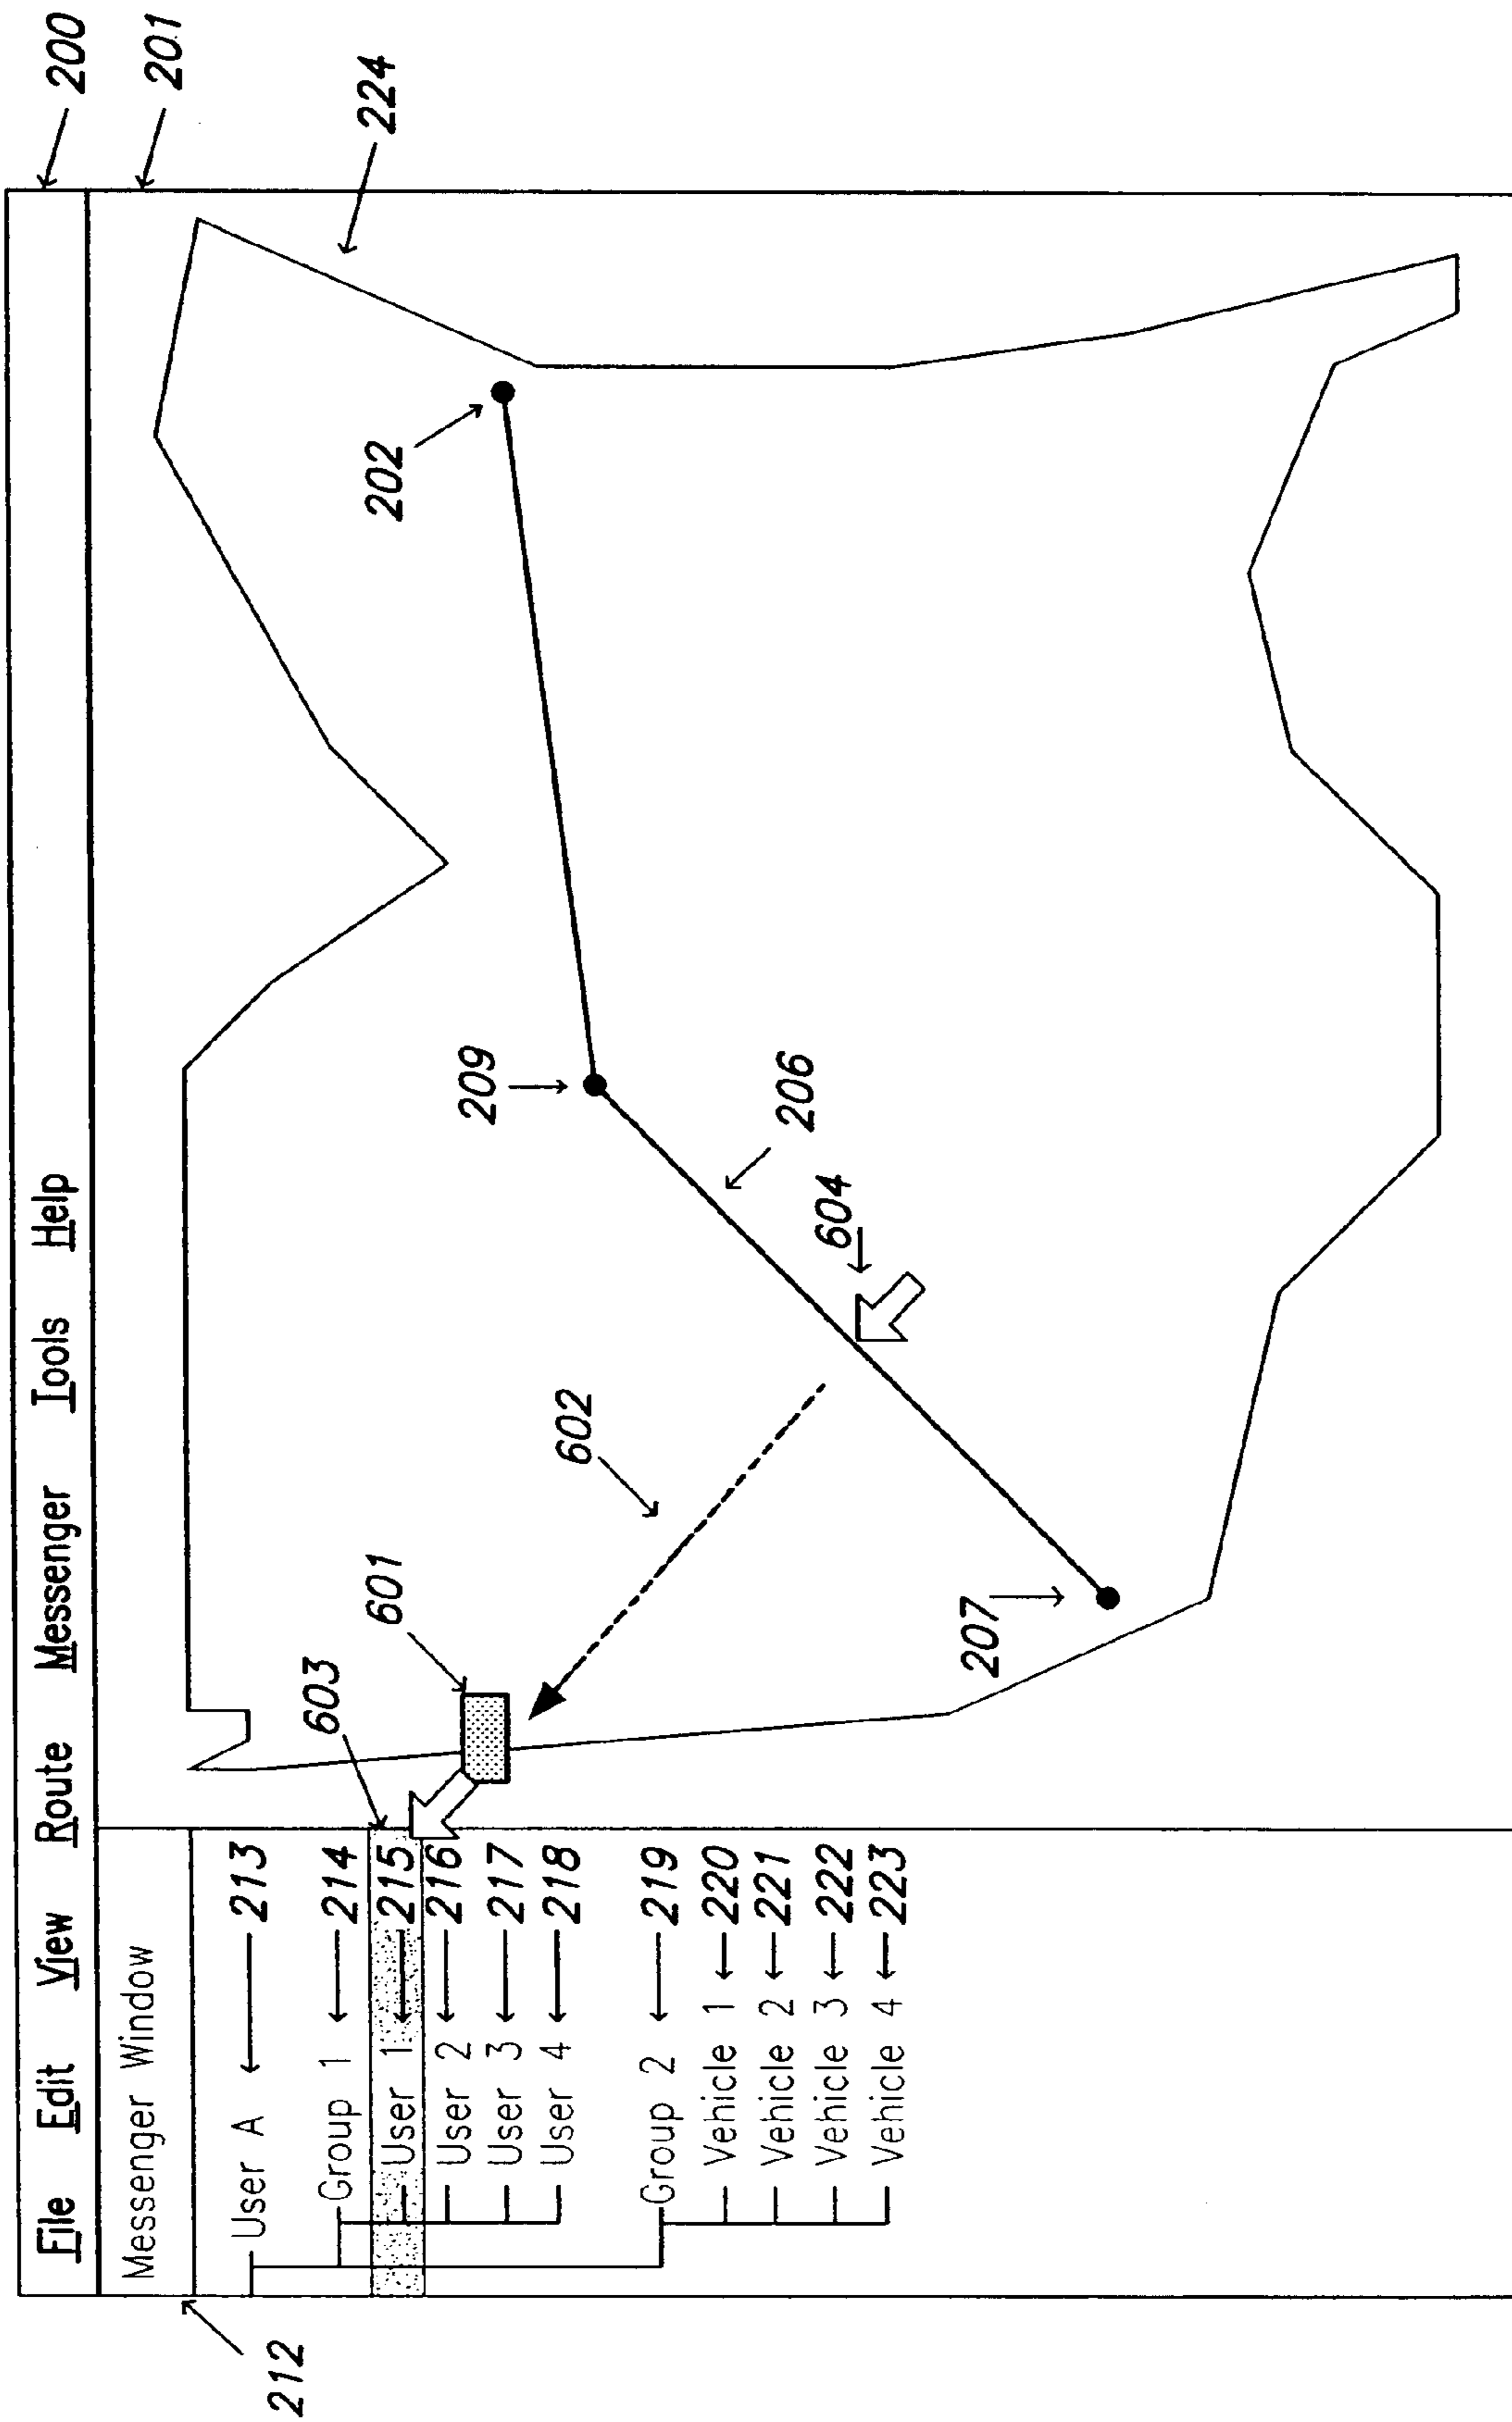 File Edit View Route Messenger Tools Help
200
201
Messenger Window
212
224
User A
213
Group 1
214
User 1
215
User 2
216
User 3
217
User 4
218
Group 2
219
Vehicle 1
220
Vehicle 2
221
Vehicle 3
222
Vehicle 4
223
603
601
602
202
209
206
604
207